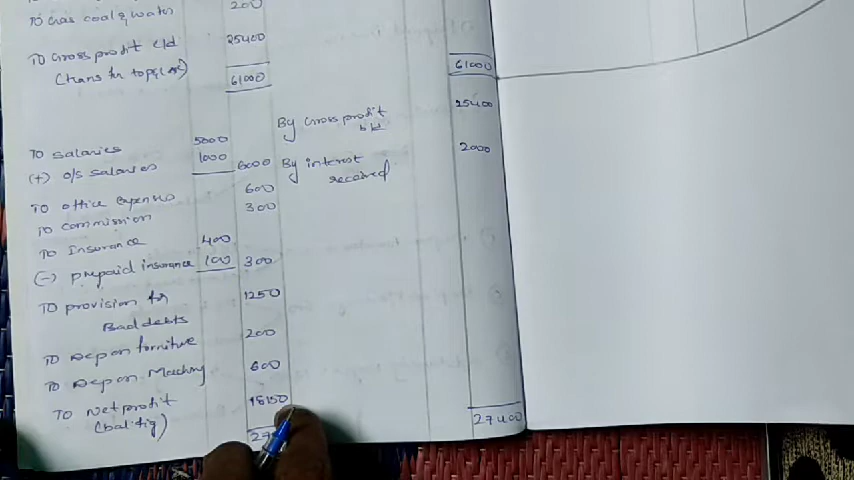 To Gas coal & water 200
To Gross profit c/d 25400
(trans to
61000 61000
By Gross profit b/d 25400
To salaries 5000
(+) o/s salaries 1000 6000
By interest received 2000
To office expenses 600
To commission 300
To Insurance 400
(-) prepaid insurance 100 300
To provision for
Bad debts 1250
To Dep on furniture 200
To Dep on Machinry 600
To Net profit 18150
(bal fig)
27400